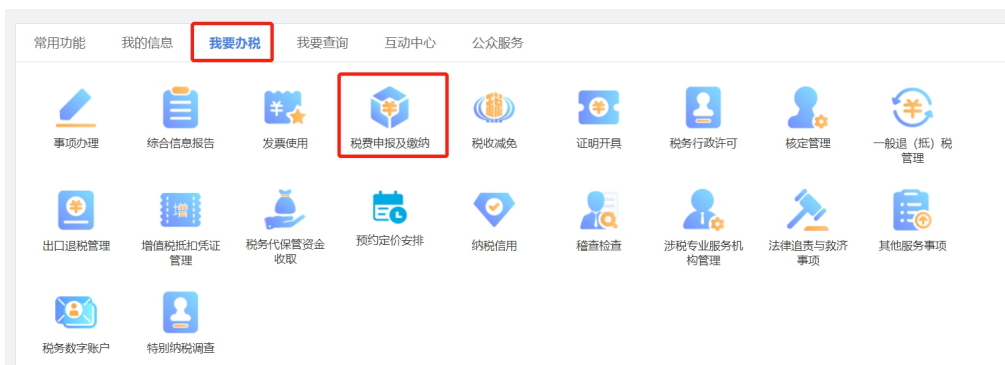 常用功能 我的信息 我要办税 我要查询 互动中心 公众服务
事项办理 综合信息报告 发票使用 税费申报及缴纳 税收减免 证明开具 税务行政许可 核定管理 一般退（抵）税
管理
出口退税管理 增值税抵扣凭证 税务代保管资金 预约定价安排 纳税信用 稽查检查 涉税专业服务机 法律追责与救济 其他服务事项
管理 收取 构管理 事项
税务数字账户 特别纳税调查